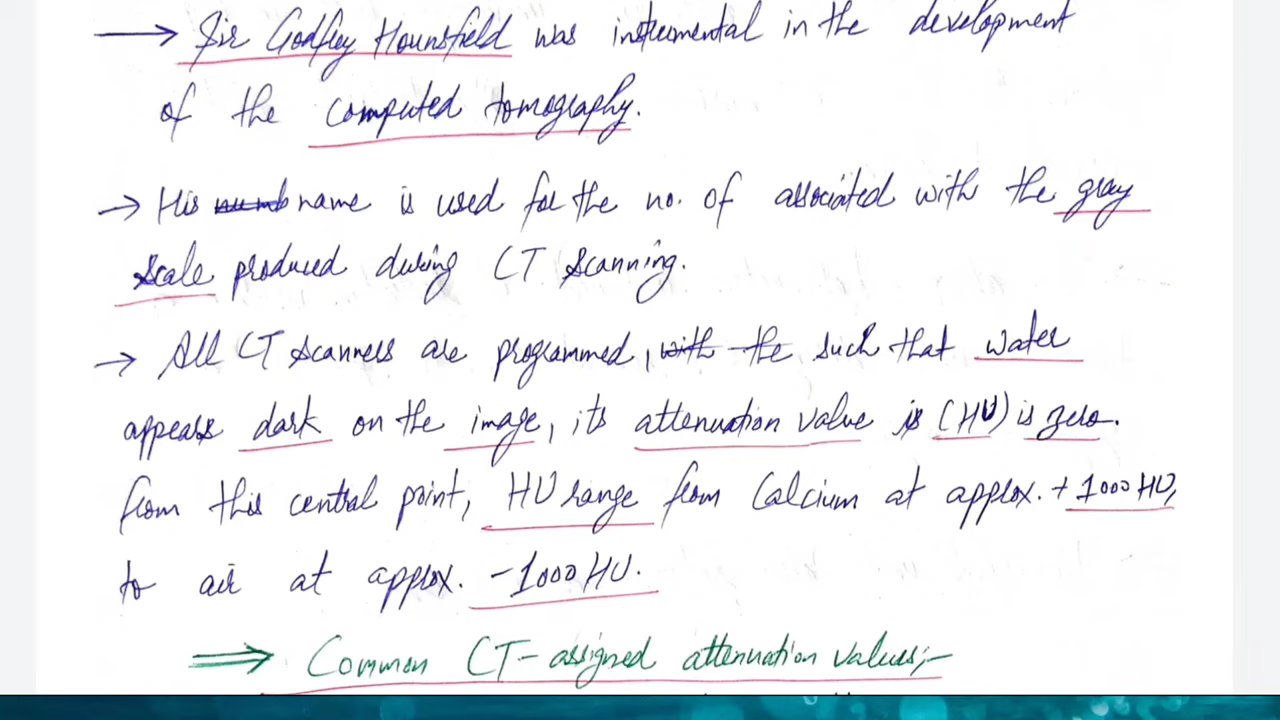 → Sir Godfrey Hounsfield was instrumental in the development
of the computed tomography.
→ His numb name is used for the no. of associated with the gray
scale produced during CT Scanning.
→ All CT scanners are programmed, with the such that water
appears dark on the image, its attenuation value is (HU) is zero.
from this central point, HU range from Calcium at approx. +1000 HU,
to air at approx. -1000 HU.
⇒ Common CT-assigned attenuation values;-